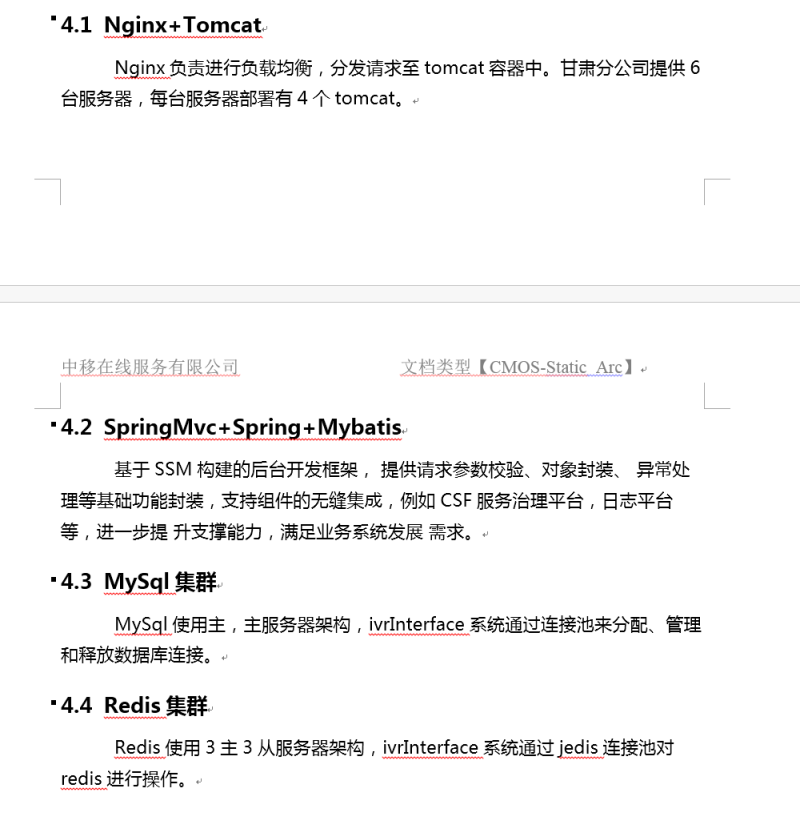 4.1 Nginx+Tomcat
Nginx 负责进行负载均衡，分发请求至 tomcat 容器中。甘肃分公司提供 6
台服务器，每台服务器部署有 4 个 tomcat。
中移在线服务有限公司 文档类型【CMOS-Static_Arc】
4.2 SpringMvc+Spring+Mybatis
基于 SSM 构建的后台开发框架， 提供请求参数校验、对象封装、 异常处
理等基础功能封装，支持组件的无缝集成，例如 CSF 服务治理平台，日志平台
等，进一步提 升支撑能力，满足业务系统发展 需求。
4.3 MySql 集群
MySql 使用主，主服务器架构，ivrInterface 系统通过连接池来分配、管理
和释放数据库连接。
4.4 Redis 集群
Redis 使用 3 主 3 从服务器架构，ivrInterface 系统通过 jedis 连接池对
redis 进行操作。